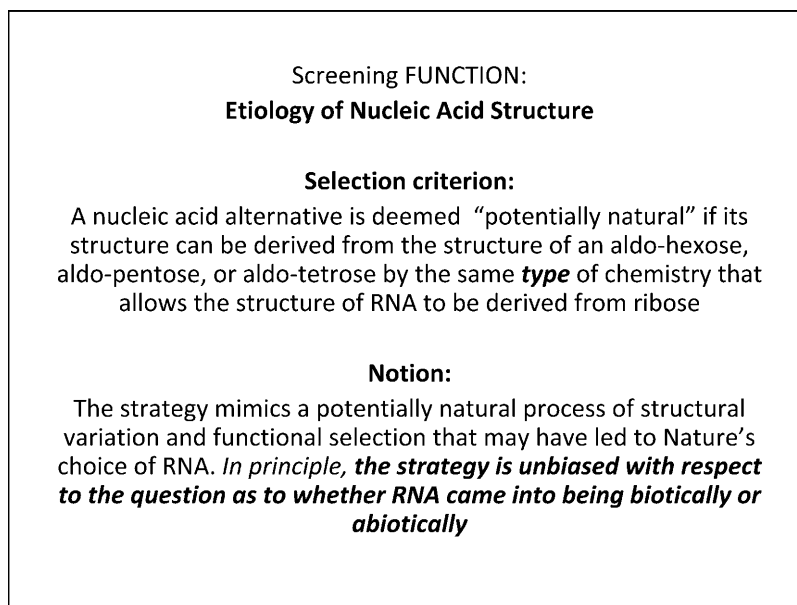 Screening FUNCTION:
Etiology of Nucleic Acid Structure
Selection criterion:
A nucleic acid alternative is deemed “potentially natural” if its
structure can be derived from the structure of an aldo-hexose,
aldo-pentose, or aldo-tetrose by the same type of chemistry that
allows the structure of RNA to be derived from ribose
Notion:
The strategy mimics a potentially natural process of structural
variation and functional selection that may have led to Nature’s
choice of RNA. In principle, the strategy is unbiased with respect
to the question as to whether RNA came into being biotically or
abiotically